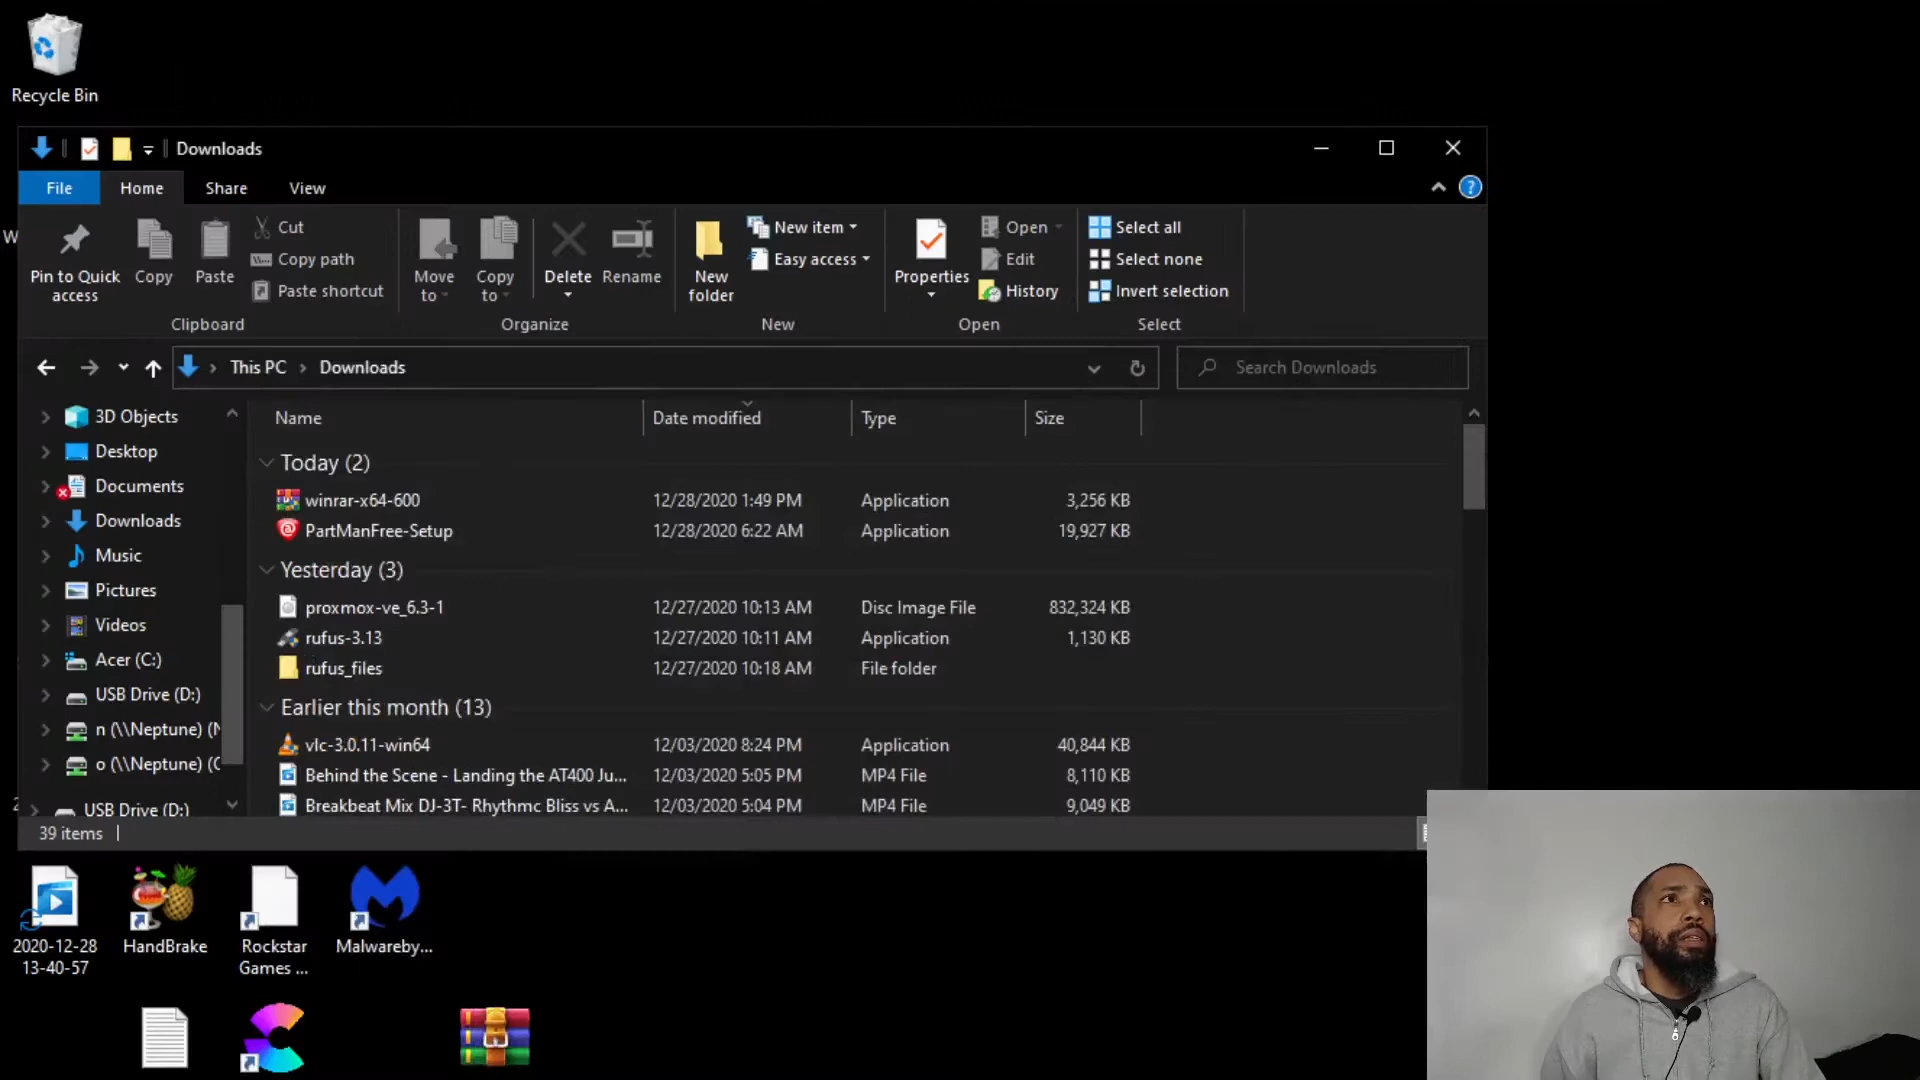 Recycle Bin
Downloads
File Home Share View
Pin to Quick access
Copy
Paste
Cut
Copy path
Paste shortcut
Clipboard
Move to
Copy to
Delete
Rename
Organize
New folder
New item
Easy access
New
Properties
Open
Edit
History
Open
Select all
Select none
Invert selection
Select
This PC > Downloads
Search Downloads
3D Objects
Desktop
Documents
Downloads
Music
Pictures
Videos
Acer (C:)
USB Drive (D:)
n (\\Neptune) (N
o (\\Neptune) (C
USB Drive (D:)
Name Date modified Type Size
Today (2)
winrar-x64-600 12/28/2020 1:49 PM Application 3,256 KB
PartManFree-Setup 12/28/2020 6:22 AM Application 19,927 KB
Yesterday (3)
proxmox-ve_6.3-1 12/27/2020 10:13 AM Disc Image File 832,324 KB
rufus-3.13 12/27/2020 10:11 AM Application 1,130 KB
rufus_files 12/27/2020 10:18 AM File folder
Earlier this month (13)
vlc-3.0.11-win64 12/03/2020 8:24 PM Application 40,844 KB
Behind the Scene - Landing the AT400 Ju... 12/03/2020 5:05 PM MP4 File 8,110 KB
Breakbeat Mix DJ-3T- Rhythmc Bliss vs A... 12/03/2020 5:04 PM MP4 File 9,049 KB
39 items
2020-12-28
13-40-57
HandBrake
Rockstar
Games ...
Malwareby...